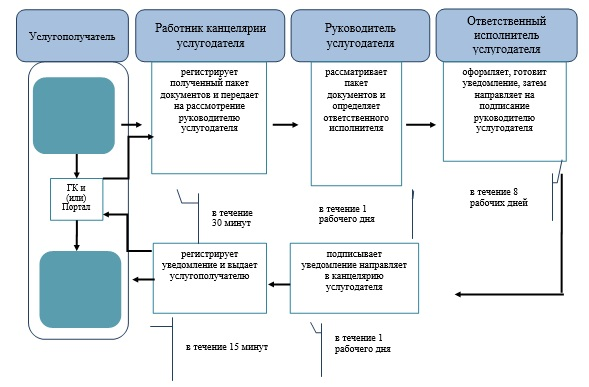 Услугополучатель
Работник канцелярии
услугодателя
Руководитель
услугодателя
Ответственный
исполнитель
услугодателя
регистрирует
полученный пакет
документов и передает
на рассмотрение
руководителю
услугодателя
рассматривает
пакет
документов и
определяет
ответственного
исполнителя
оформляет, готовит
уведомление, затем
направляет на
подписание
руководителю
услугодателя
ГК и
(или)
Портал
в течение
30 минут
в течение 1
рабочего дня
в течение 8
рабочих дней
регистрирует
уведомление и выдает
услугополучателю
подписывает
уведомление направляет
в канцелярию
услугодателя
в течение 15 минут
в течение 1
рабочего дня